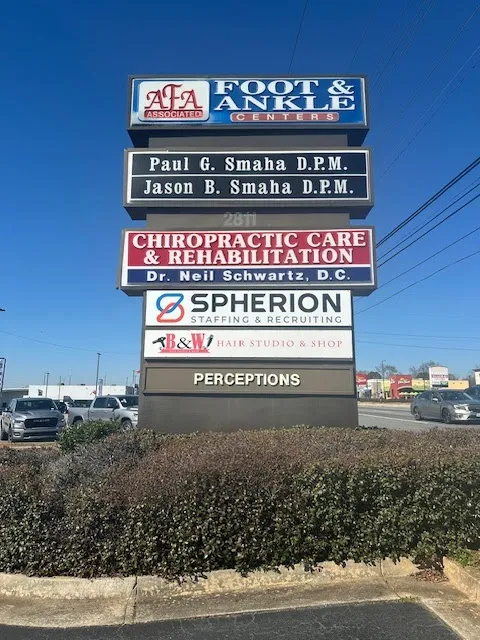 AFA
ASSOCIATED
FOOT &
ANKLE
CENTERS
Paul G. Smaha D.P.M.
Jason B. Smaha D.P.M.
2811
CHIROPRACTIC CARE
& REHABILITATION
Dr. Neil Schwartz, D.C.
SPHERION
STAFFING & RECRUITING
B&W HAIR STUDIO & SHOP
PERCEPTIONS